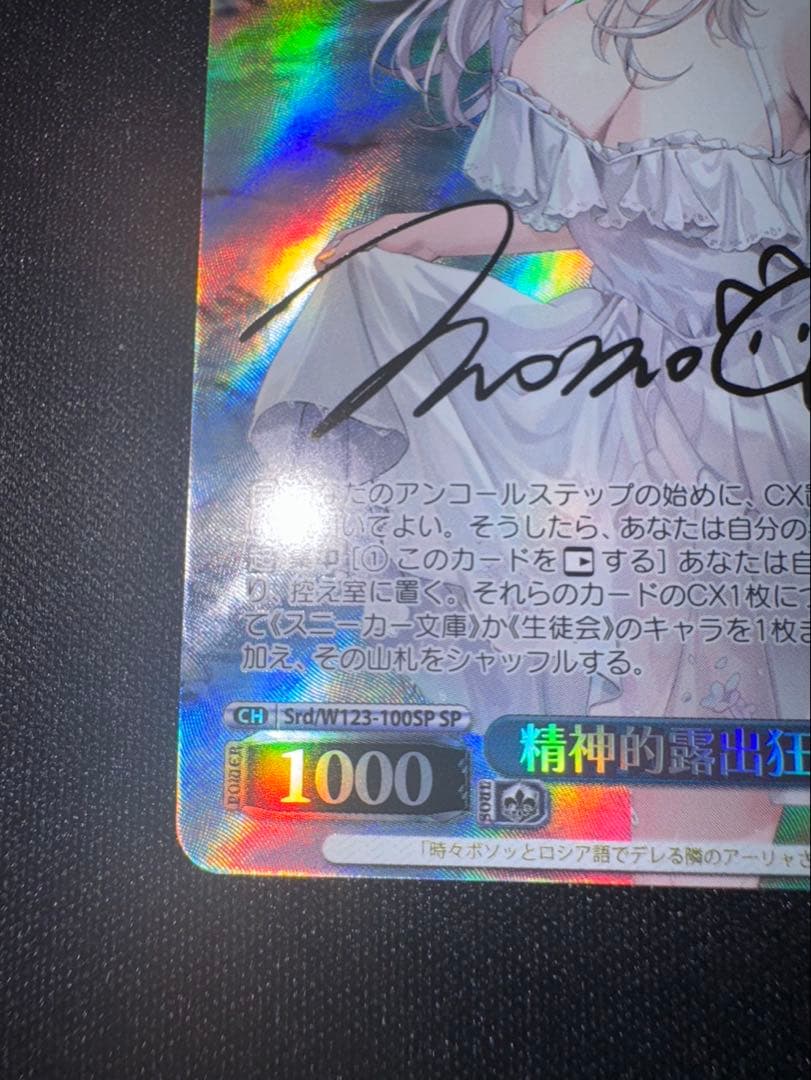 momo
なたのアンコールステップの始めに、CX
いてよい。そうしたら、あなたは自分の
集中 [① このカードを する] あなたは自
り、控え室に置く。それらのカードのCX1枚に
て《スニーカー文庫》か《生徒会》のキャラを1枚ま
加え、その山札をシャッフルする。
CH Srd/W123-100SP SP
精神的露出狂
POWER 1000
SOUL
「時々ボソッとロシア語でデレる隣のアーリャさ